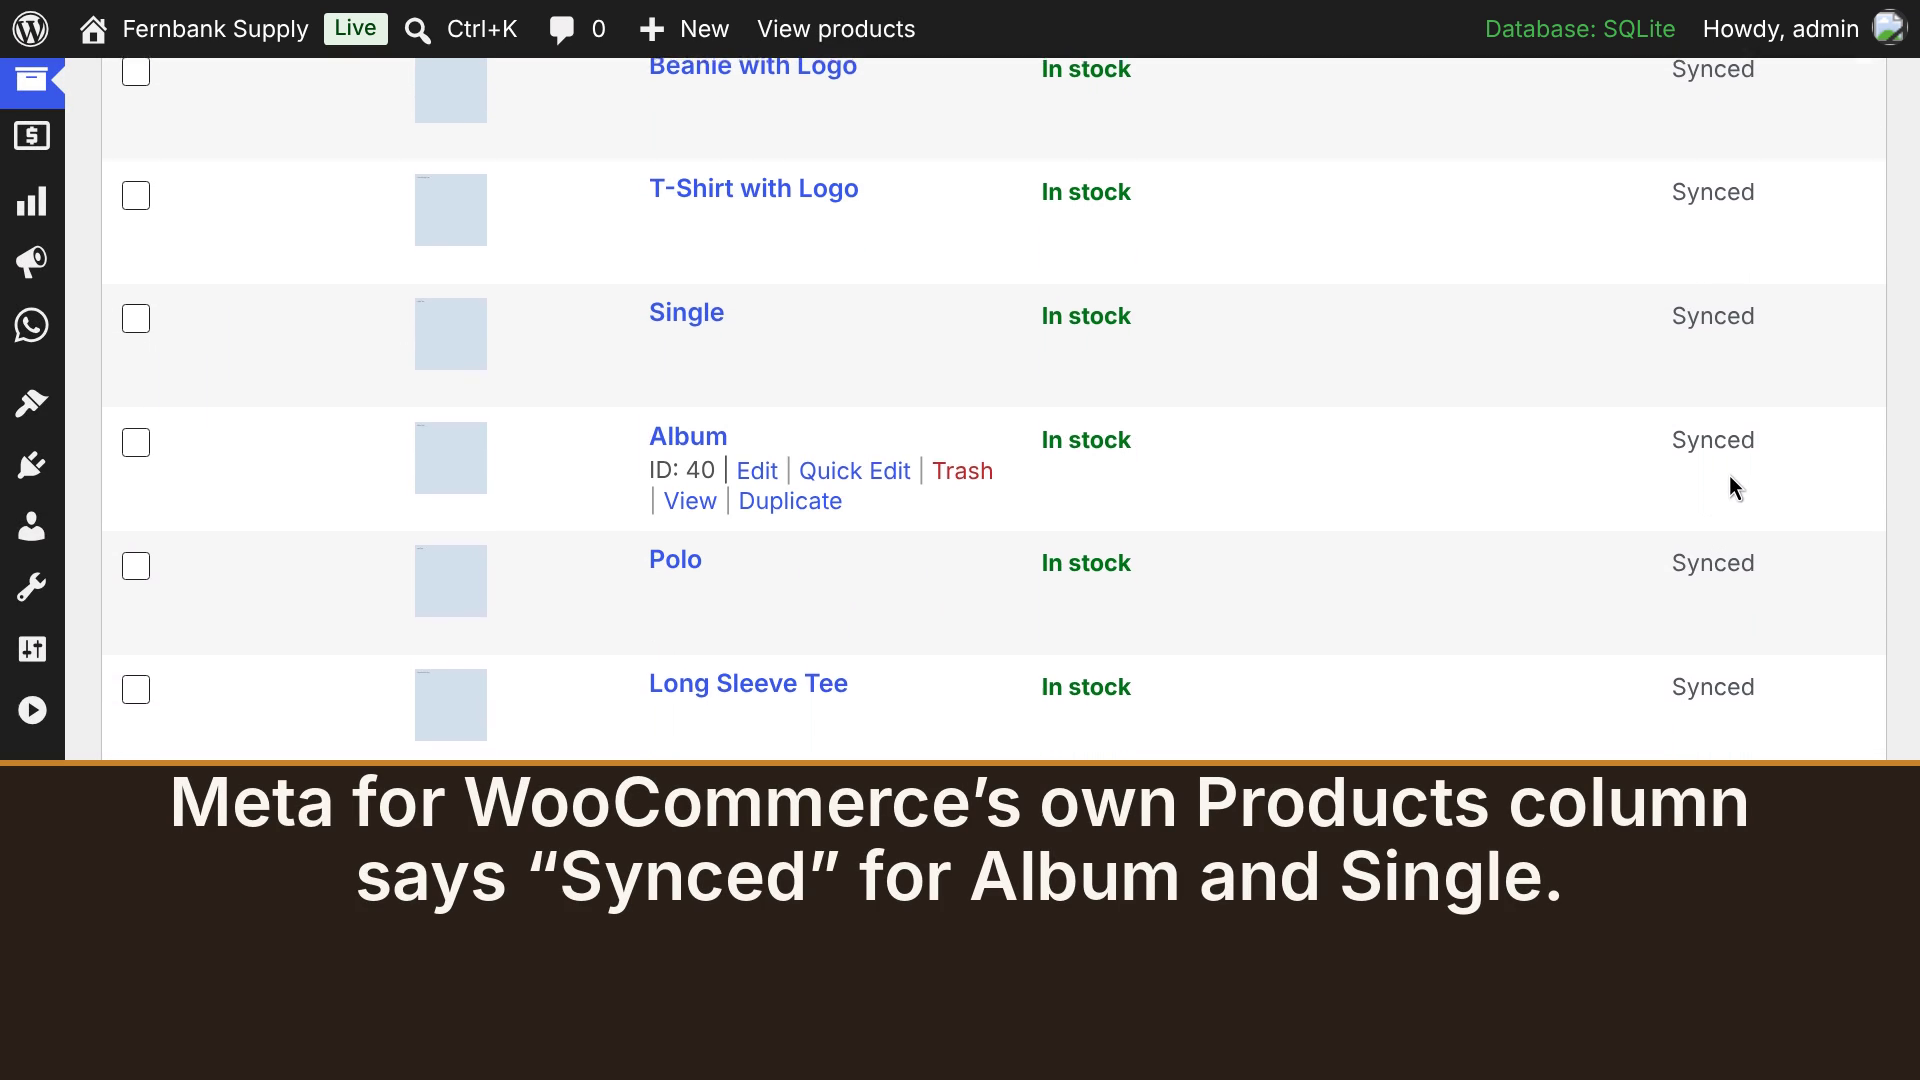 Fernbank Supply Live Ctrl+K 0 New View products Database: SQLite Howdy, admin
Beanie with Logo In stock Synced
T-Shirt with Logo In stock Synced
Single In stock Synced
Album In stock Synced
ID: 40 | Edit | Quick Edit | Trash
| View | Duplicate
Polo In stock Synced
Long Sleeve Tee In stock Synced
Meta for WooCommerce’s own Products column
says “Synced” for Album and Single.